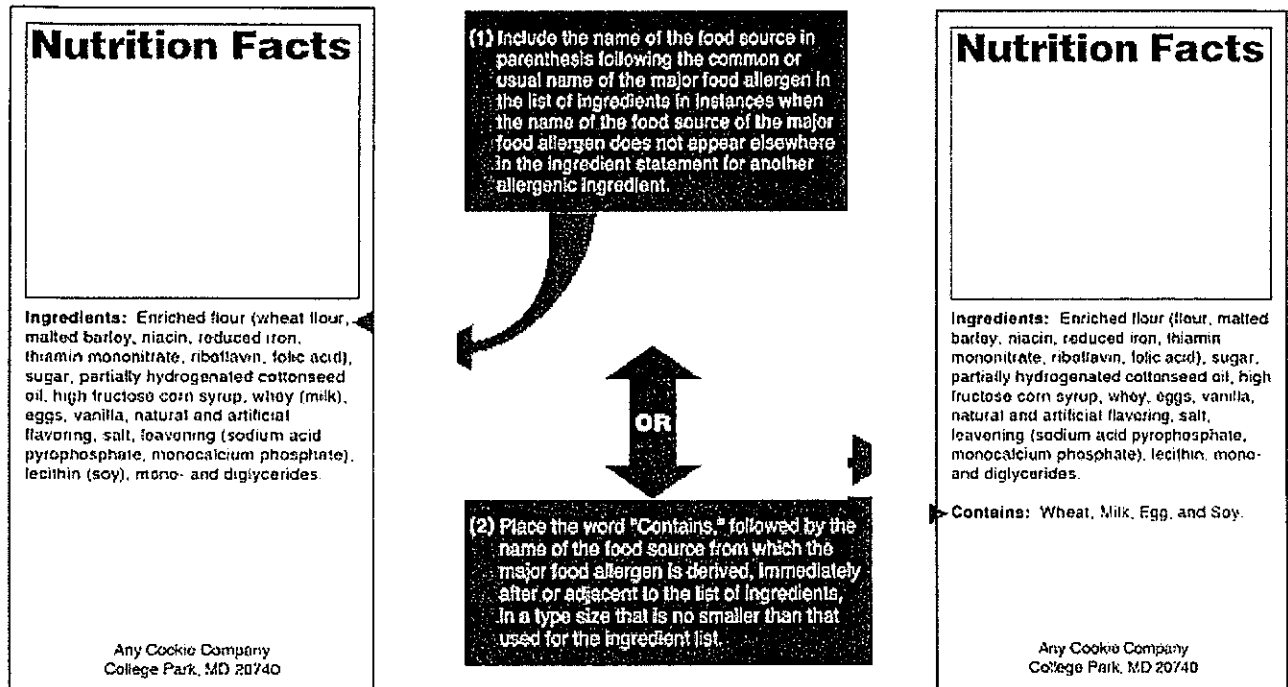 Nutrition Facts
Ingredients: Enriched flour (wheat flour,
malted barley, niacin, reduced iron,
thiamin mononitrate, riboflavin, folic acid),
sugar, partially hydrogenated cottonseed
oil, high fructose corn syrup, whey (milk),
eggs, vanilla, natural and artificial
flavoring, salt, leavening (sodium acid
pyrophosphate, monocalcium phosphate),
lecithin (soy), mono- and diglycerides.
Any Cookie Company
College Park, MD 20740
(1) Include the name of the food source in
parenthesis following the common or
usual name of the major food allergen in
the list of ingredients in instances when
the name of the food source of the major
food allergen does not appear elsewhere
in the ingredient statement for another
allergenic ingredient.
OR
(2) Place the word "Contains," followed by the
name of the food source from which the
major food allergen is derived, immediately
after or adjacent to the list of ingredients,
in a type size that is no smaller than that
used for the ingredient list.
Nutrition Facts
Ingredients: Enriched flour (flour, malted
barley, niacin, reduced iron, thiamin
mononitrate, riboflavin, folic acid), sugar,
partially hydrogenated cottonseed oil, high
fructose corn syrup, whey, eggs, vanilla,
natural and artificial flavoring, salt,
leavening (sodium acid pyrophosphate,
monocalcium phosphate), lecithin, mono-
and diglycerides.
Contains: Wheat, Milk, Egg, and Soy.
Any Cookie Company
College Park, MD 20740